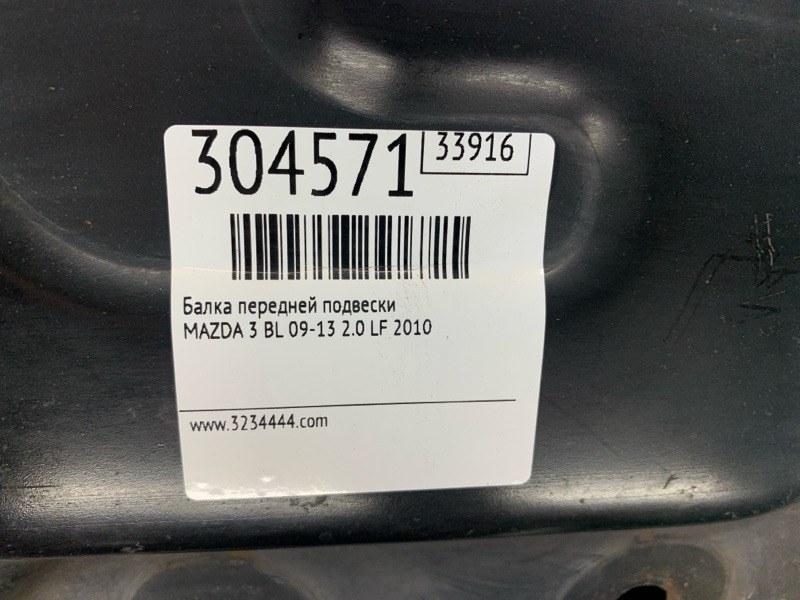 304571
33916
Балка передней подвески
MAZDA 3 BL 09-13 2.0 LF 2010
www.3234444.com